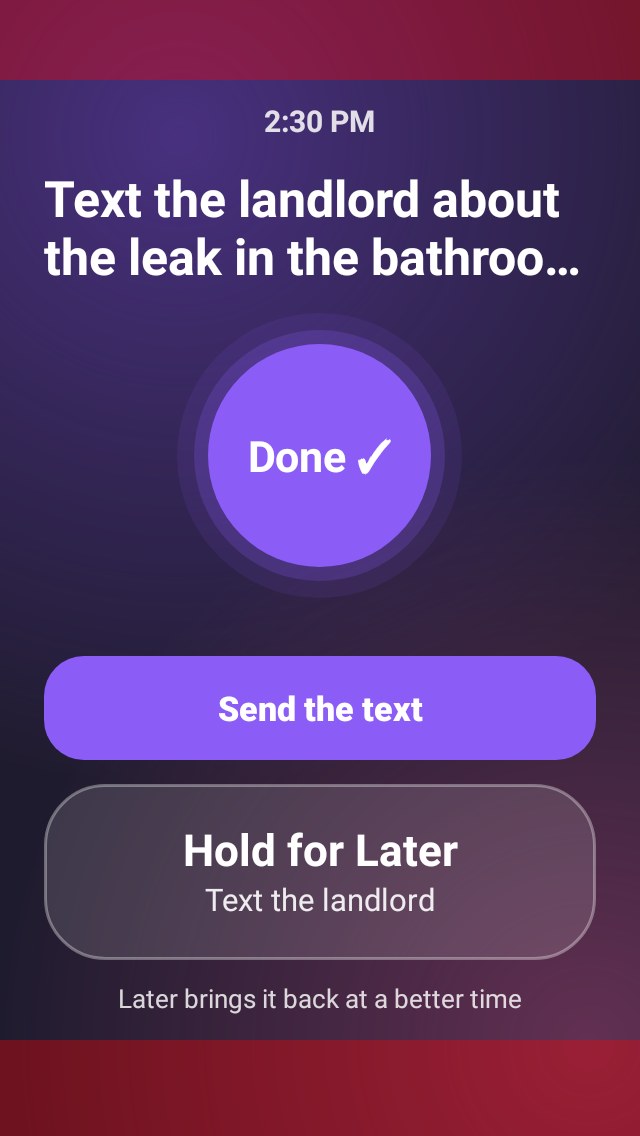 2:30 PM
Text the landlord about
the leak in the bathroo…
Done ✓
Send the text
Hold for Later
Text the landlord
Later brings it back at a better time